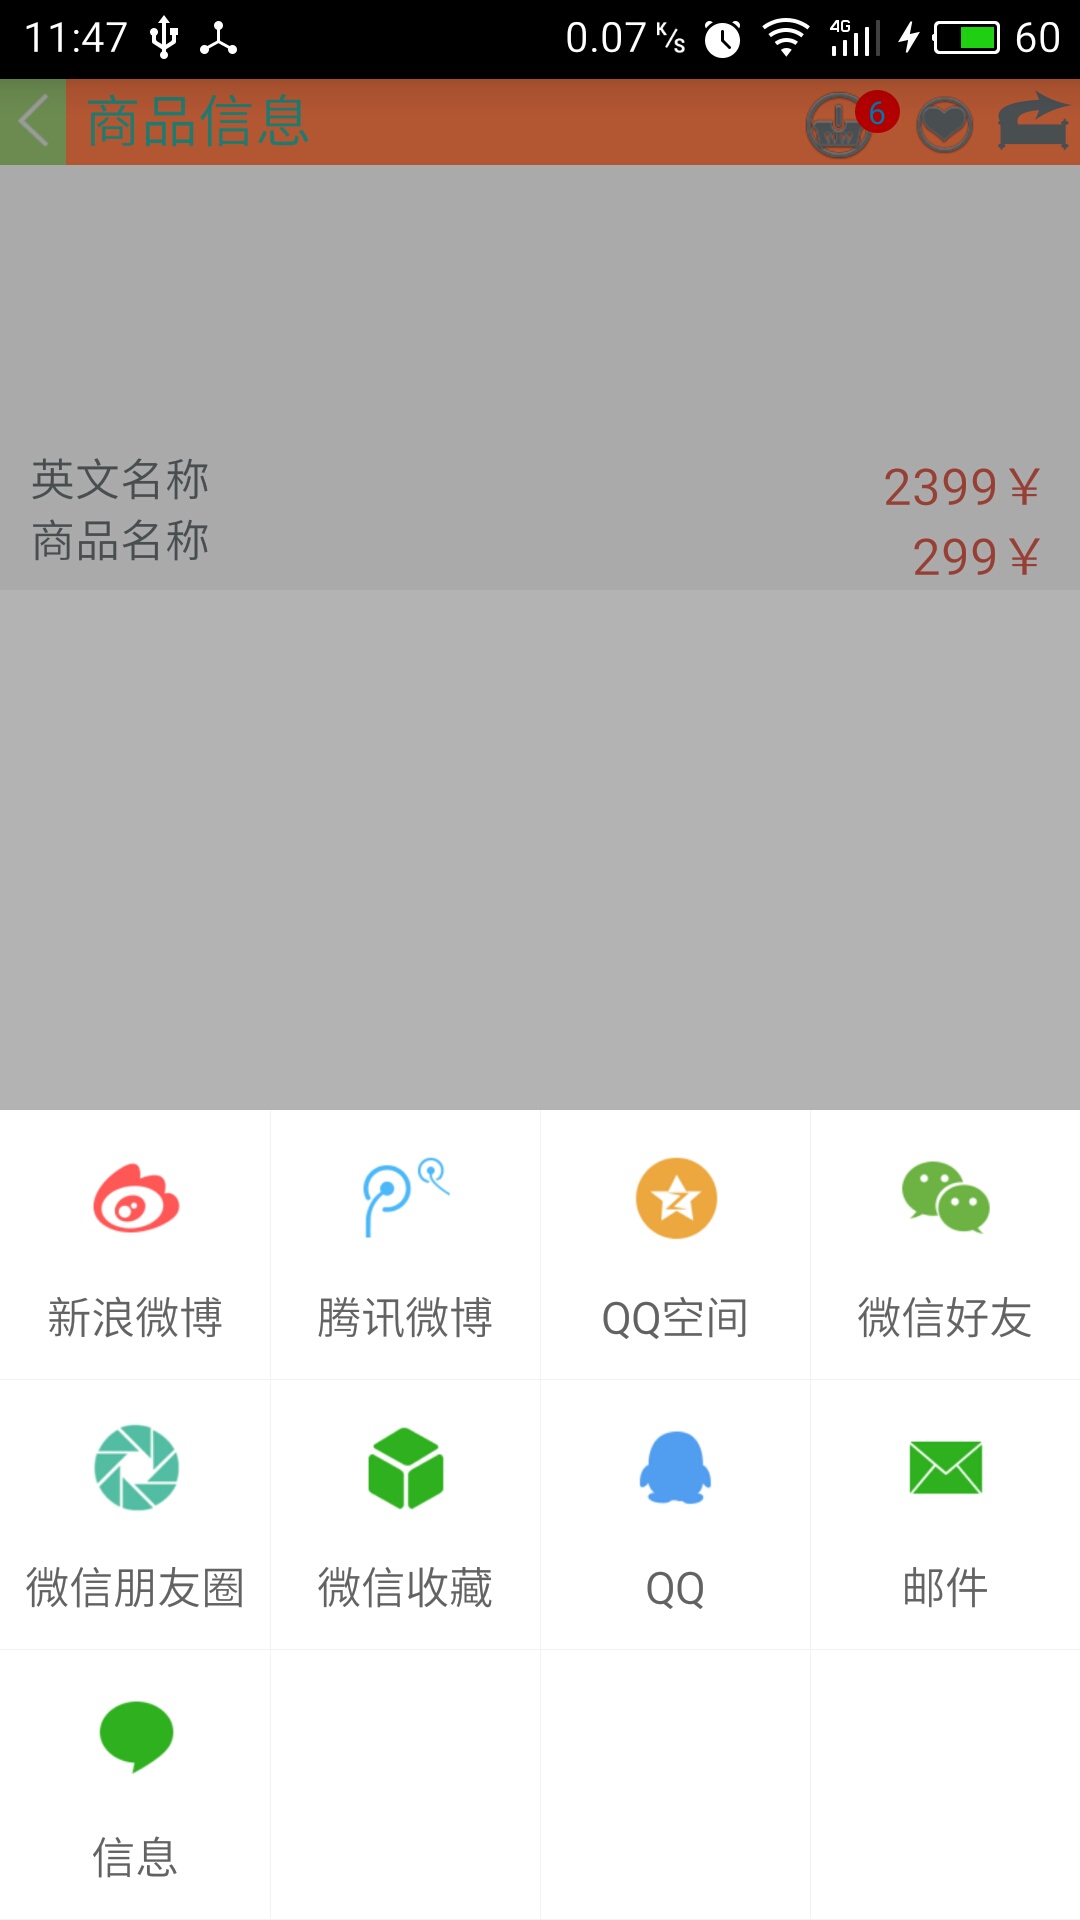 11:47 0.07 K/s 4G 60
商品信息 6
英文名称 2399￥
商品名称 299￥
新浪微博 腾讯微博 QQ空间 微信好友
微信朋友圈 微信收藏 QQ 邮件
信息